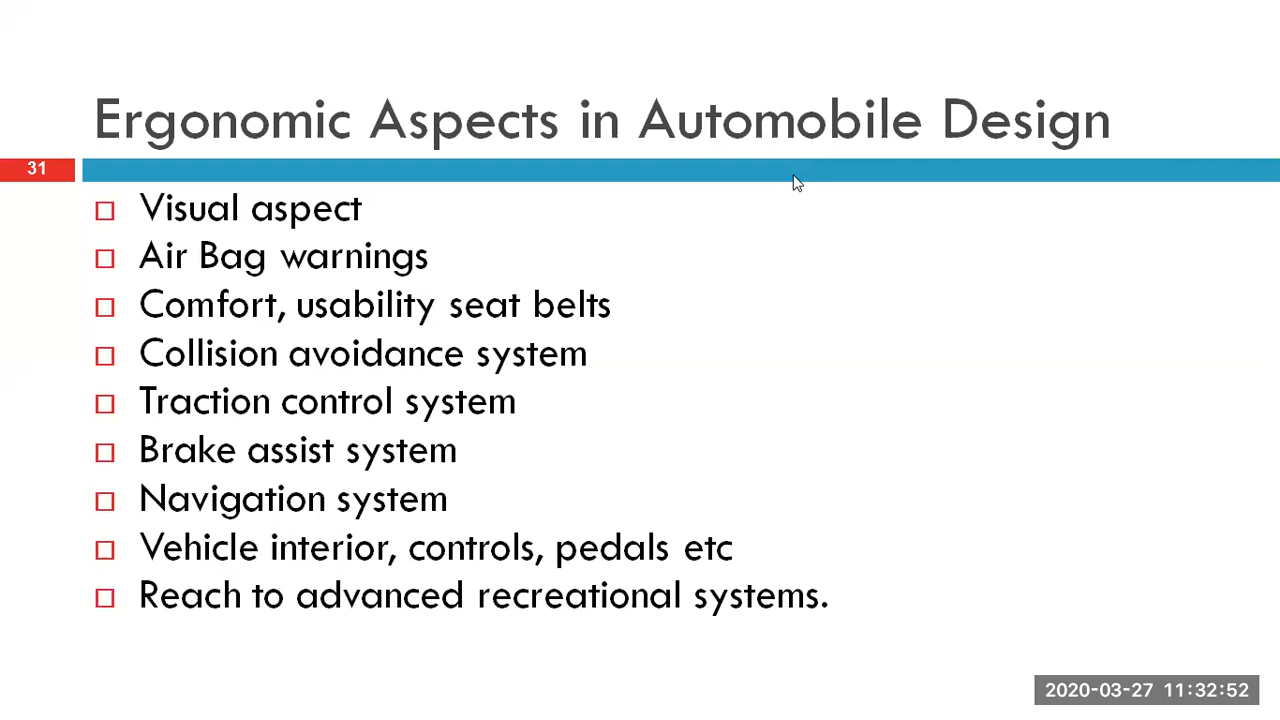 Ergonomic Aspects in Automobile Design
31
Visual aspect
Air Bag warnings
Comfort, usability seat belts
Collision avoidance system
Traction control system
Brake assist system
Navigation system
Vehicle interior, controls, pedals etc
Reach to advanced recreational systems.
2020-03-27 11:32:52